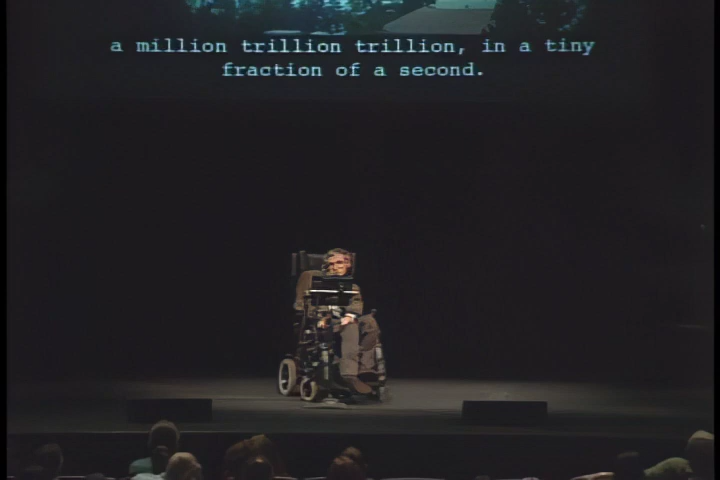 a million trillion trillion, in a tiny
fraction of a second.